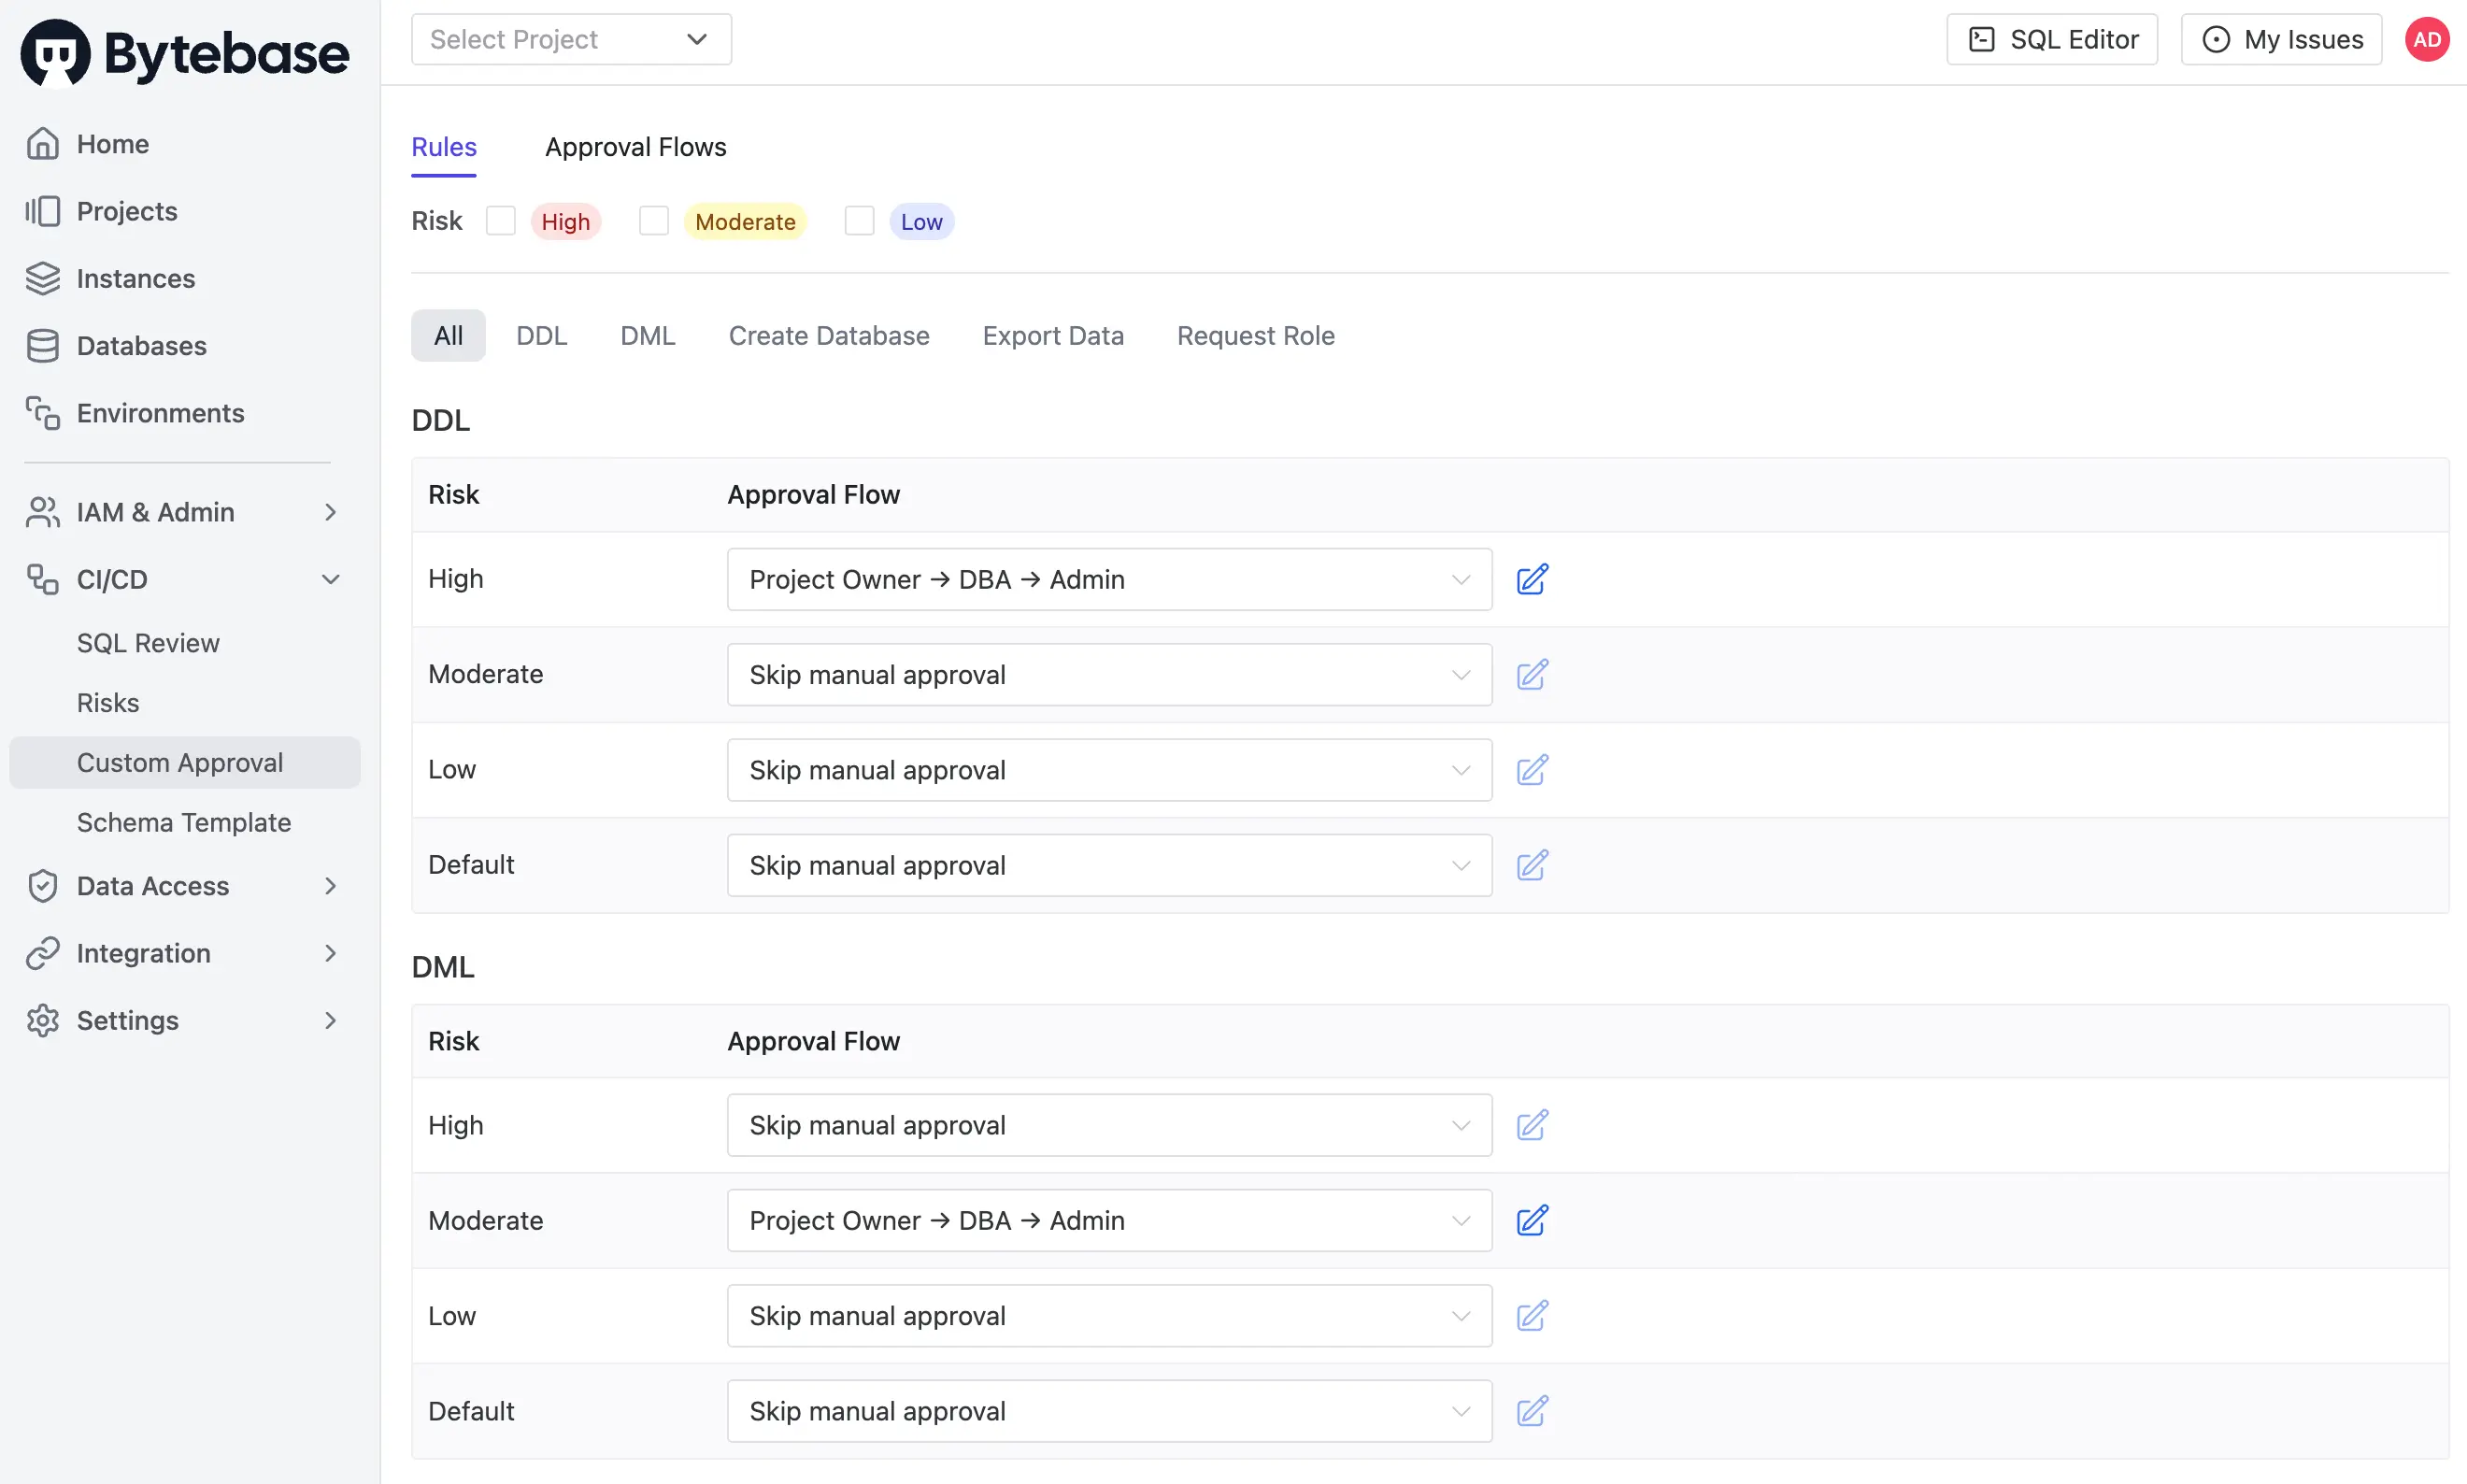 Bytebase
Select Project
SQL Editor
My Issues
AD
Home
Projects
Instances
Databases
Environments
IAM & Admin
CI/CD
SQL Review
Risks
Custom Approval
Schema Template
Data Access
Integration
Settings
Rules Approval Flows
Risk High Moderate Low
All DDL DML Create Database Export Data Request Role
DDL
Risk Approval Flow
High Project Owner → DBA → Admin
Moderate Skip manual approval
Low Skip manual approval
Default Skip manual approval
DML
Risk Approval Flow
High Skip manual approval
Moderate Project Owner → DBA → Admin
Low Skip manual approval
Default Skip manual approval